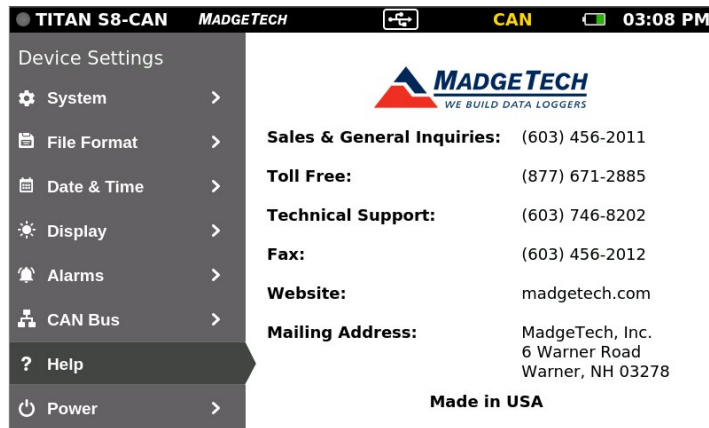 TITAN S8-CAN MADGETECH CAN 03:08 PM
Device Settings
System
File Format
Date & Time
Display
Alarms
CAN Bus
? Help
Power
MADGETECH
WE BUILD DATA LOGGERS
Sales & General Inquiries: (603) 456-2011
Toll Free: (877) 671-2885
Technical Support: (603) 746-8202
Fax: (603) 456-2012
Website: madgetech.com
Mailing Address: MadgeTech, Inc.
6 Warner Road
Warner, NH 03278
Made in USA